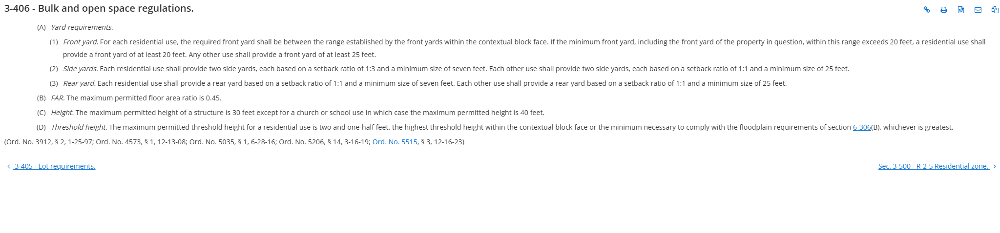 3-406 - Bulk and open space regulations.
(A) Yard requirements.
(1) Front yard. For each residential use, the required front yard shall be between the range established by the front yards within the contextual block face. If the minimum front yard, including the front yard of the property in question, within this range exceeds 20 feet, a residential use shall
provide a front yard of at least 20 feet. Any other use shall provide a front yard of at least 25 feet.
(2) Side yards. Each residential use shall provide two side yards, each based on a setback ratio of 1:3 and a minimum size of seven feet. Each other use shall provide two side yards, each based on a setback ratio of 1:1 and a minimum size of 25 feet.
(3) Rear yard. Each residential use shall provide a rear yard based on a setback ratio of 1:1 and a minimum size of seven feet. Each other use shall provide a rear yard based on a setback ratio of 1:1 and a minimum size of 25 feet.
(B) FAR. The maximum permitted floor area ratio is 0.45.
(C) Height. The maximum permitted height of a structure is 30 feet except for a church or school use in which case the maximum permitted height is 40 feet.
(D) Threshold height. The maximum permitted threshold height for a residential use is two and one-half feet, the highest threshold height within the contextual block face or the minimum necessary to comply with the floodplain requirements of section 6-306(B), whichever is greatest.
(Ord. No. 3912, § 2, 1-25-97; Ord. No. 4573, § 1, 12-13-08; Ord. No. 5035, § 1, 6-28-16; Ord. No. 5206, § 14, 3-16-19; Ord. No. 5515, § 3, 12-16-23)
3-405 - Lot requirements.
Sec. 3-500 - R-2-5 Residential zone.